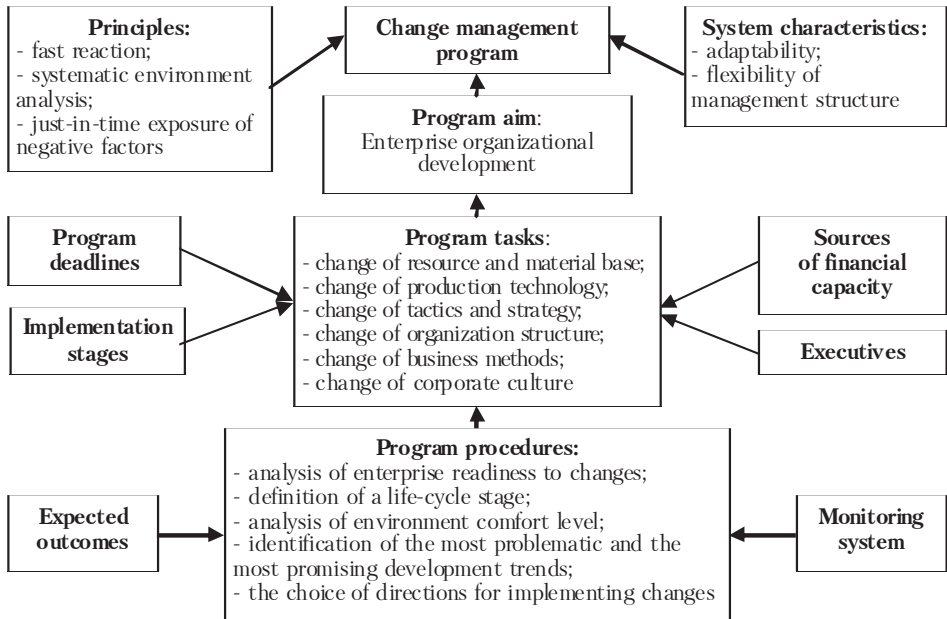 Principles:
- fast reaction;
- systematic environment
analysis;
- just-in-time exposure of
negative factors
Change management
program
System characteristics:
- adaptability;
- flexibility of
management structure
Program aim:
Enterprise organizational
development
Program
deadlines
Implementation
stages
Program tasks:
- change of resource and material base;
- change of production technology;
- change of tactics and strategy;
- change of organization structure;
- change of business methods;
- change of corporate culture
Sources
of financial
capacity
Executives
Expected
outcomes
Program procedures:
- analysis of enterprise readiness to changes;
- definition of a life-cycle stage;
- analysis of environment comfort level;
- identification of the most problematic and the
most promising development trends;
- the choice of directions for implementing changes
Monitoring
system